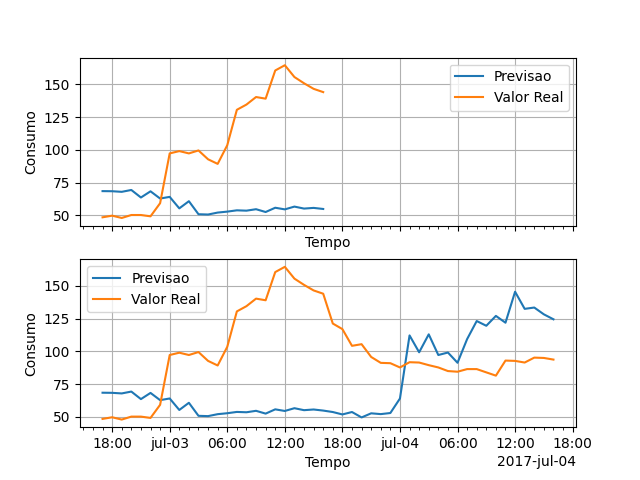 150
125
100
75
50
Consumo
Previsao
Valor Real
Tempo
150
125
100
75
50
Consumo
Previsao
Valor Real
18:00
jul-03
06:00
12:00
18:00
jul-04
06:00
12:00
18:00
Tempo
2017-jul-04